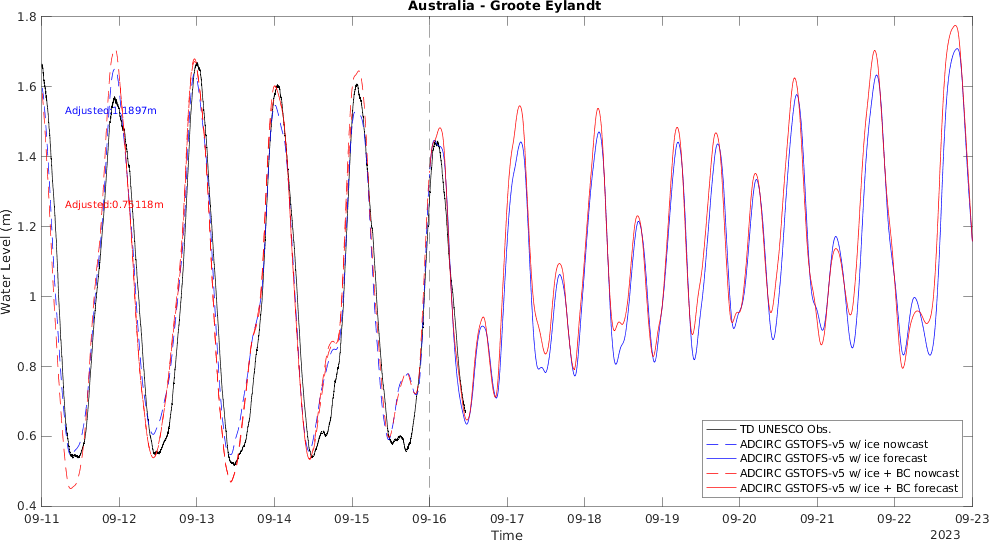 Australia - Groote Eylandt
1.8
1.6
1.4
1.2
1
0.8
0.6
0.4
Water Level (m)
Adjusted:1.1897m
Adjusted:0.75118m
TD UNESCO Obs.
ADCIRC GSTOFS-v5 w/ ice nowcast
ADCIRC GSTOFS-v5 w/ ice forecast
ADCIRC GSTOFS-v5 w/ ice + BC nowcast
ADCIRC GSTOFS-v5 w/ ice + BC forecast
09-11 09-12 09-13 09-14 09-15 09-16 09-17 09-18 09-19 09-20 09-21 09-22 09-23
Time
2023